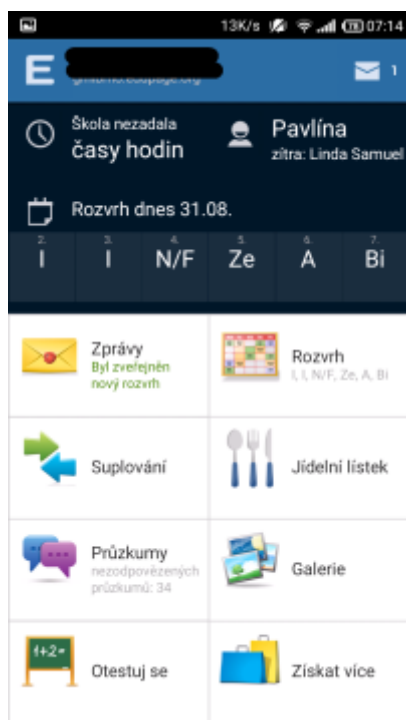 13K/s 78 07:14
E
1
Škola nezadala
časy hodin
Pavlína
zítra: Linda Samuel
Rozvrh dnes 31.08.
2. 3. 4. 5. 6. 7.
I I N/F Ze A Bi
Zprávy
Byl zveřejněn
nový rozvrh
Rozvrh
I, I, N/F, Ze, A, Bi
Suplování
Jídelní lístek
Průzkumy
nezodpovězených
průzkumů: 34
Galerie
1+2=
Otestuj se
Získat více